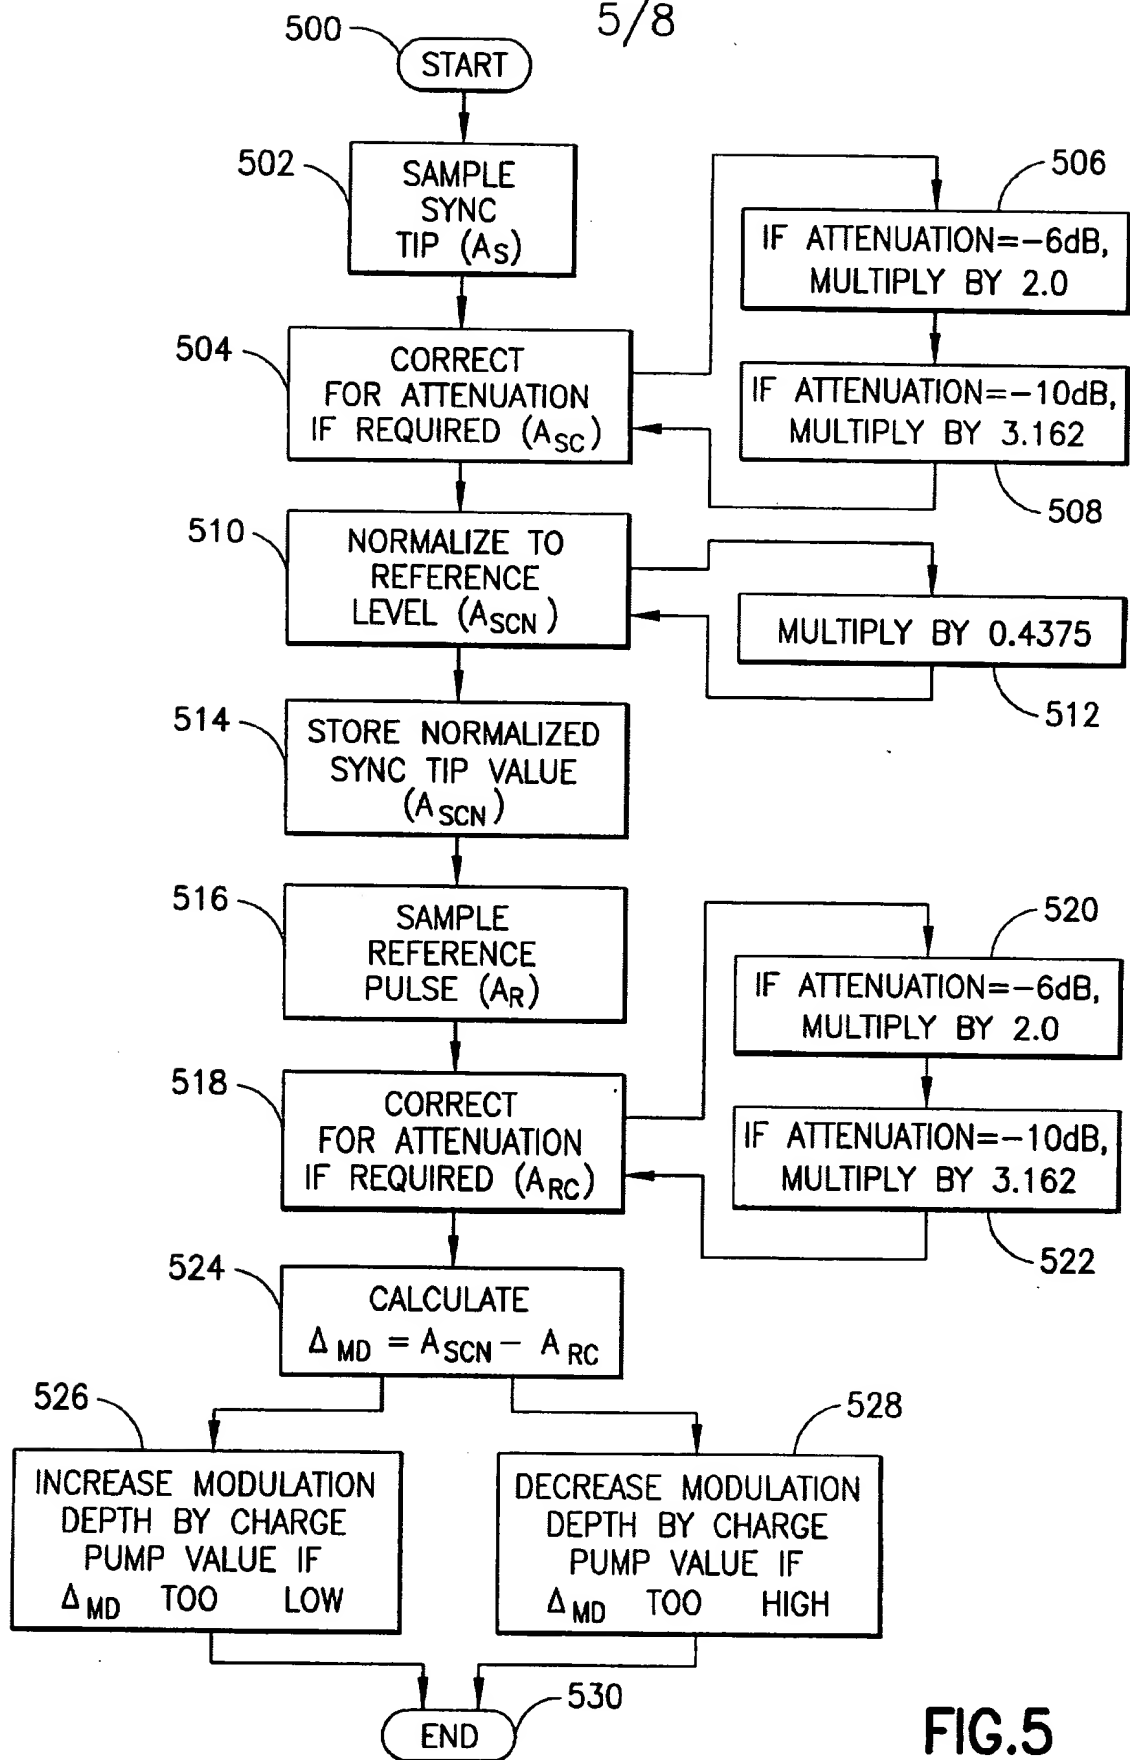 5/8
500
START
502
SAMPLE
SYNC
TIP (AS)
504
CORRECT
FOR ATTENUATION
IF REQUIRED (ASC)
506
IF ATTENUATION=-6dB,
MULTIPLY BY 2.0
IF ATTENUATION=-10dB,
MULTIPLY BY 3.162
508
510
NORMALIZE TO
REFERENCE
LEVEL (ASCN)
MULTIPLY BY 0.4375
512
514
STORE NORMALIZED
SYNC TIP VALUE
(ASCN)
516
SAMPLE
REFERENCE
PULSE (AR)
518
CORRECT
FOR ATTENUATION
IF REQUIRED (ARC)
520
IF ATTENUATION=-6dB,
MULTIPLY BY 2.0
IF ATTENUATION=-10dB,
MULTIPLY BY 3.162
522
524
CALCULATE
ΔMD = ASCN - ARC
526
INCREASE MODULATION
DEPTH BY CHARGE
PUMP VALUE IF
ΔMD TOO LOW
528
DECREASE MODULATION
DEPTH BY CHARGE
PUMP VALUE IF
ΔMD TOO HIGH
END
530
FIG.5